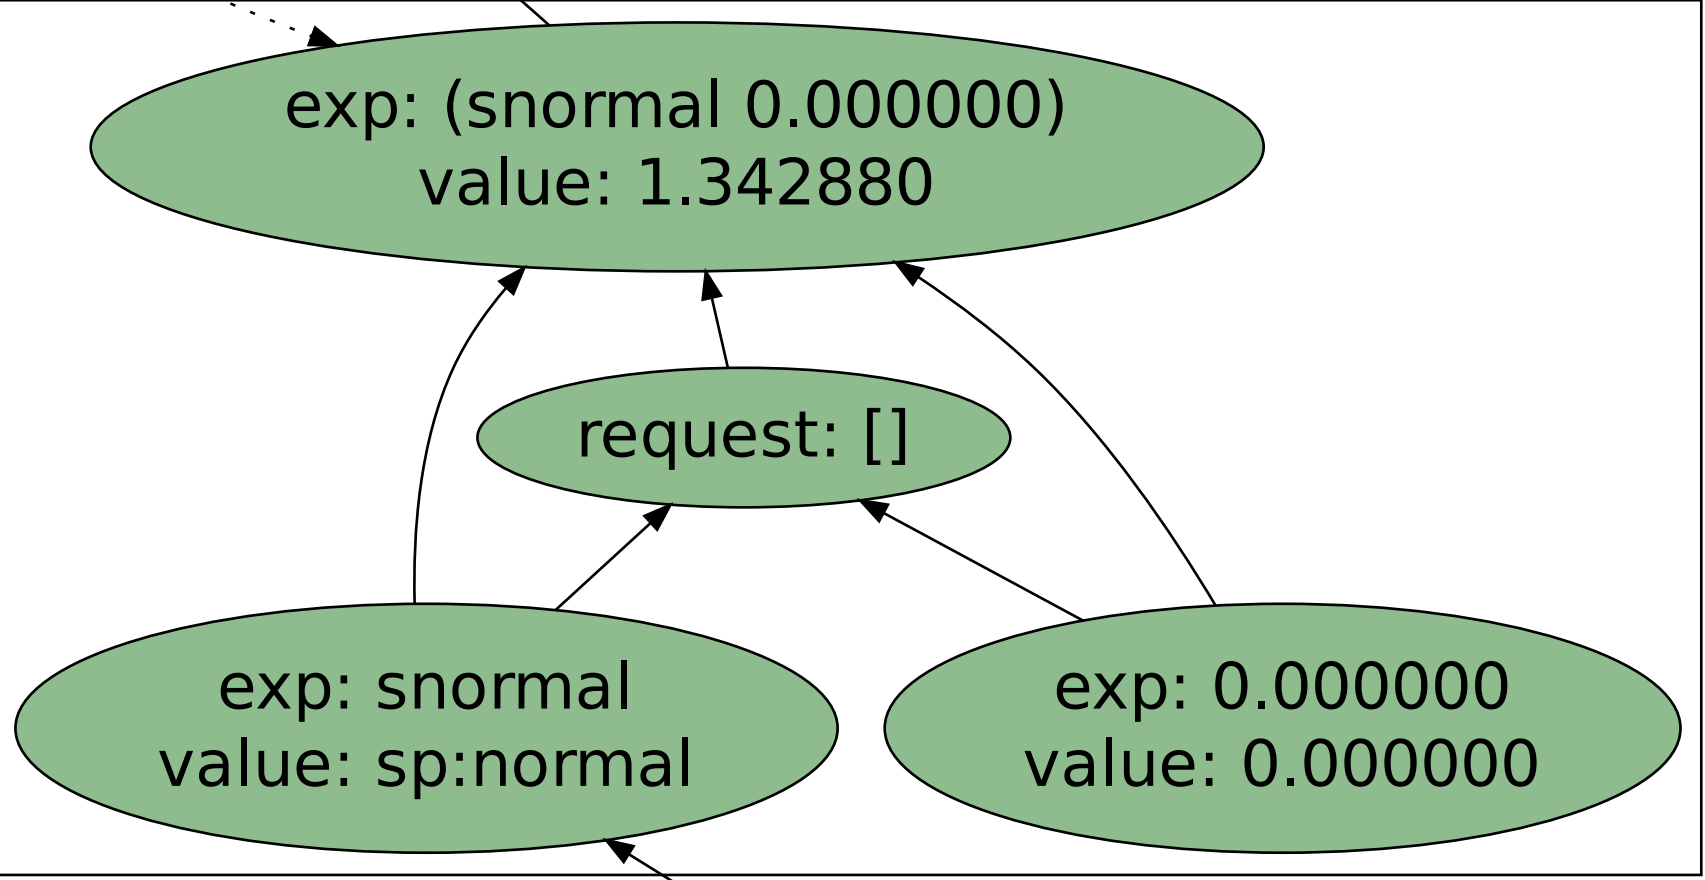 exp: (snormal 0.000000)
value: 1.342880
request: []
exp: snormal
value: sp:normal
exp: 0.000000
value: 0.000000